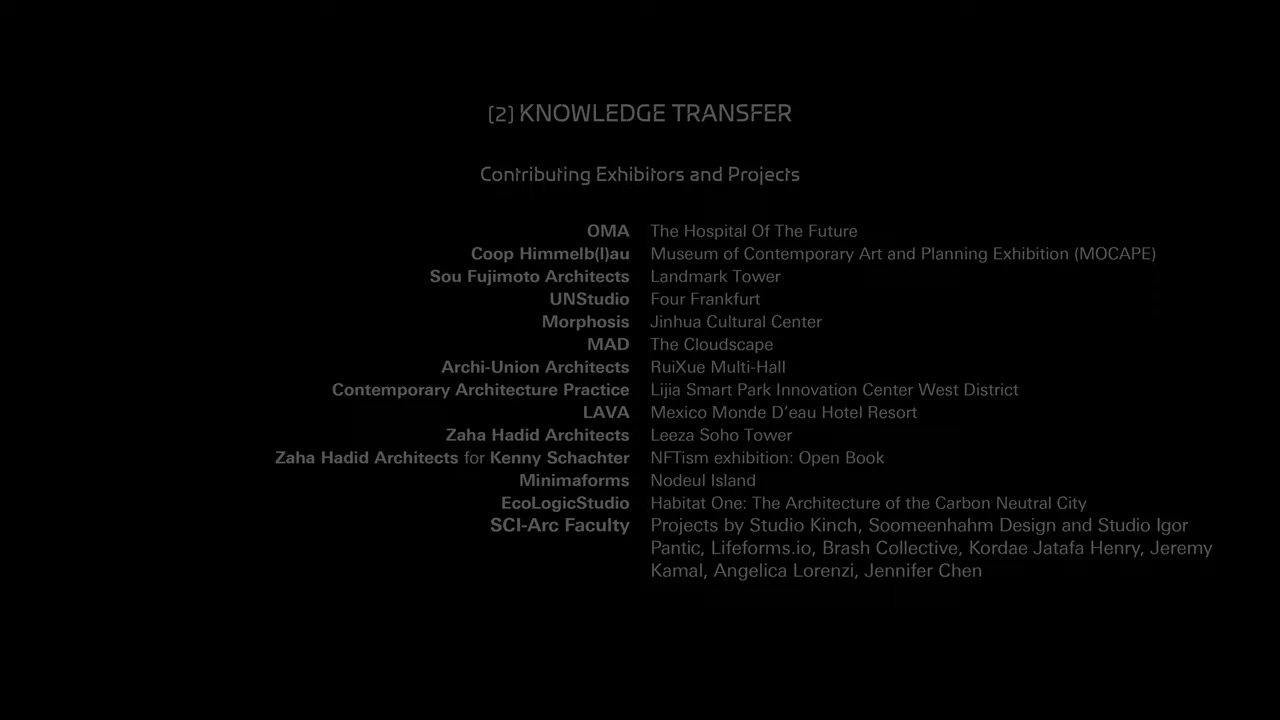 (2) KNOWLEDGE TRANSFER
Contributing Exhibitors and Projects
OMA The Hospital Of The Future
Coop Himmelb(l)au Museum of Contemporary Art and Planning Exhibition (MOCAPE)
Sou Fujimoto Architects Landmark Tower
UNStudio Four Frankfurt
Morphosis Jinhua Cultural Center
MAD The Cloudscape
Archi-Union Architects RuiXue Multi-Hall
Contemporary Architecture Practice Lijia Smart Park Innovation Center West District
LAVA Mexico Monde D’eau Hotel Resort
Zaha Hadid Architects Leeza Soho Tower
Zaha Hadid Architects for Kenny Schachter NFTism exhibition: Open Book
Minimaforms Nodeul Island
EcoLogicStudio Habitat One: The Architecture of the Carbon Neutral City
SCI-Arc Faculty Projects by Studio Kinch, Soomeenhahm Design and Studio Igor
Pantic, Lifeforms.io, Brash Collective, Kordae Jatafa Henry, Jeremy
Kamal, Angelica Lorenzi, Jennifer Chen